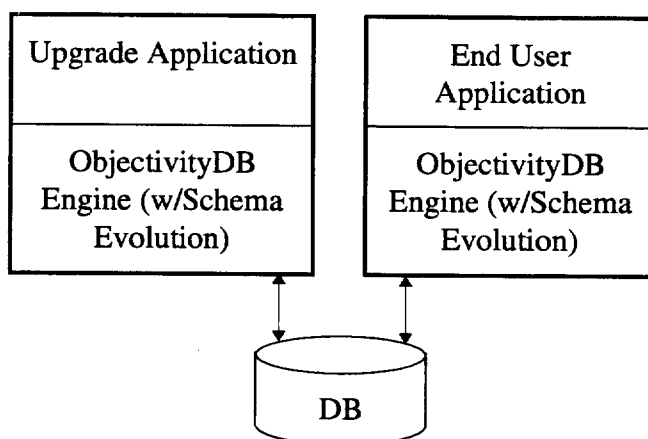 Upgrade Application
ObjectivityDB
Engine (w/Schema
Evolution)
End User
Application
ObjectivityDB
Engine (w/Schema
Evolution)
DB